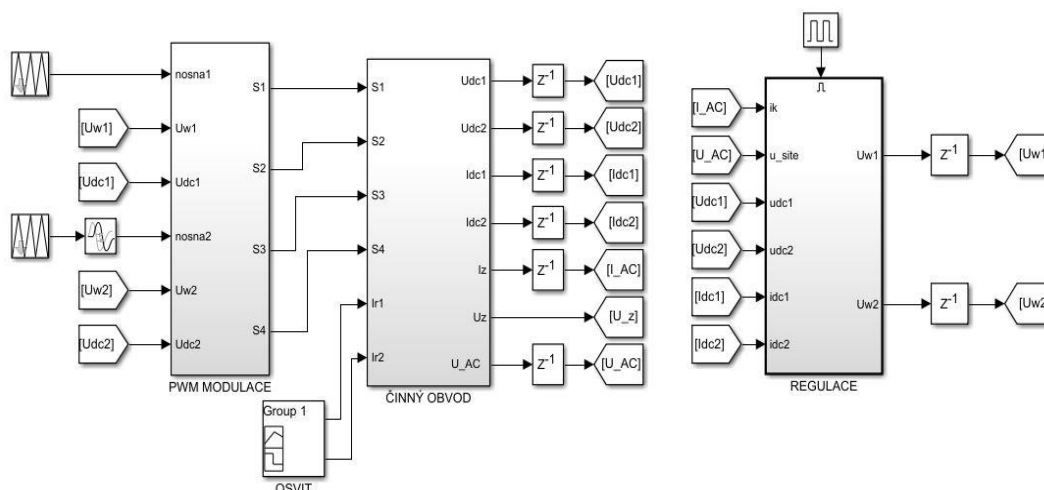 nosna1
[Uw1]
Uw1
[Udc1]
Udc1
nosna2
[Uw2]
Uw2
[Udc2]
Udc2
S1
S2
S3
S4
PWM MODULACE
S1
S2
S3
S4
Ir1
Ir2
Udc1
Udc2
Idc1
Idc2
Iz
Uz
U_AC
ČINNÝ OBVOD
Group 1
OSVIT
Z-1
[Udc1]
Z-1
[Udc2]
Z-1
[Idc1]
Z-1
[Idc2]
Z-1
[I_AC]
[U_z]
Z-1
[U_AC]
[I_AC]
ik
[U_AC]
u_site
[Udc1]
udc1
[Udc2]
udc2
[Idc1]
idc1
[Idc2]
idc2
Uw1
Uw2
REGULACE
Z-1
[Uw1
Z-1
[Uw2